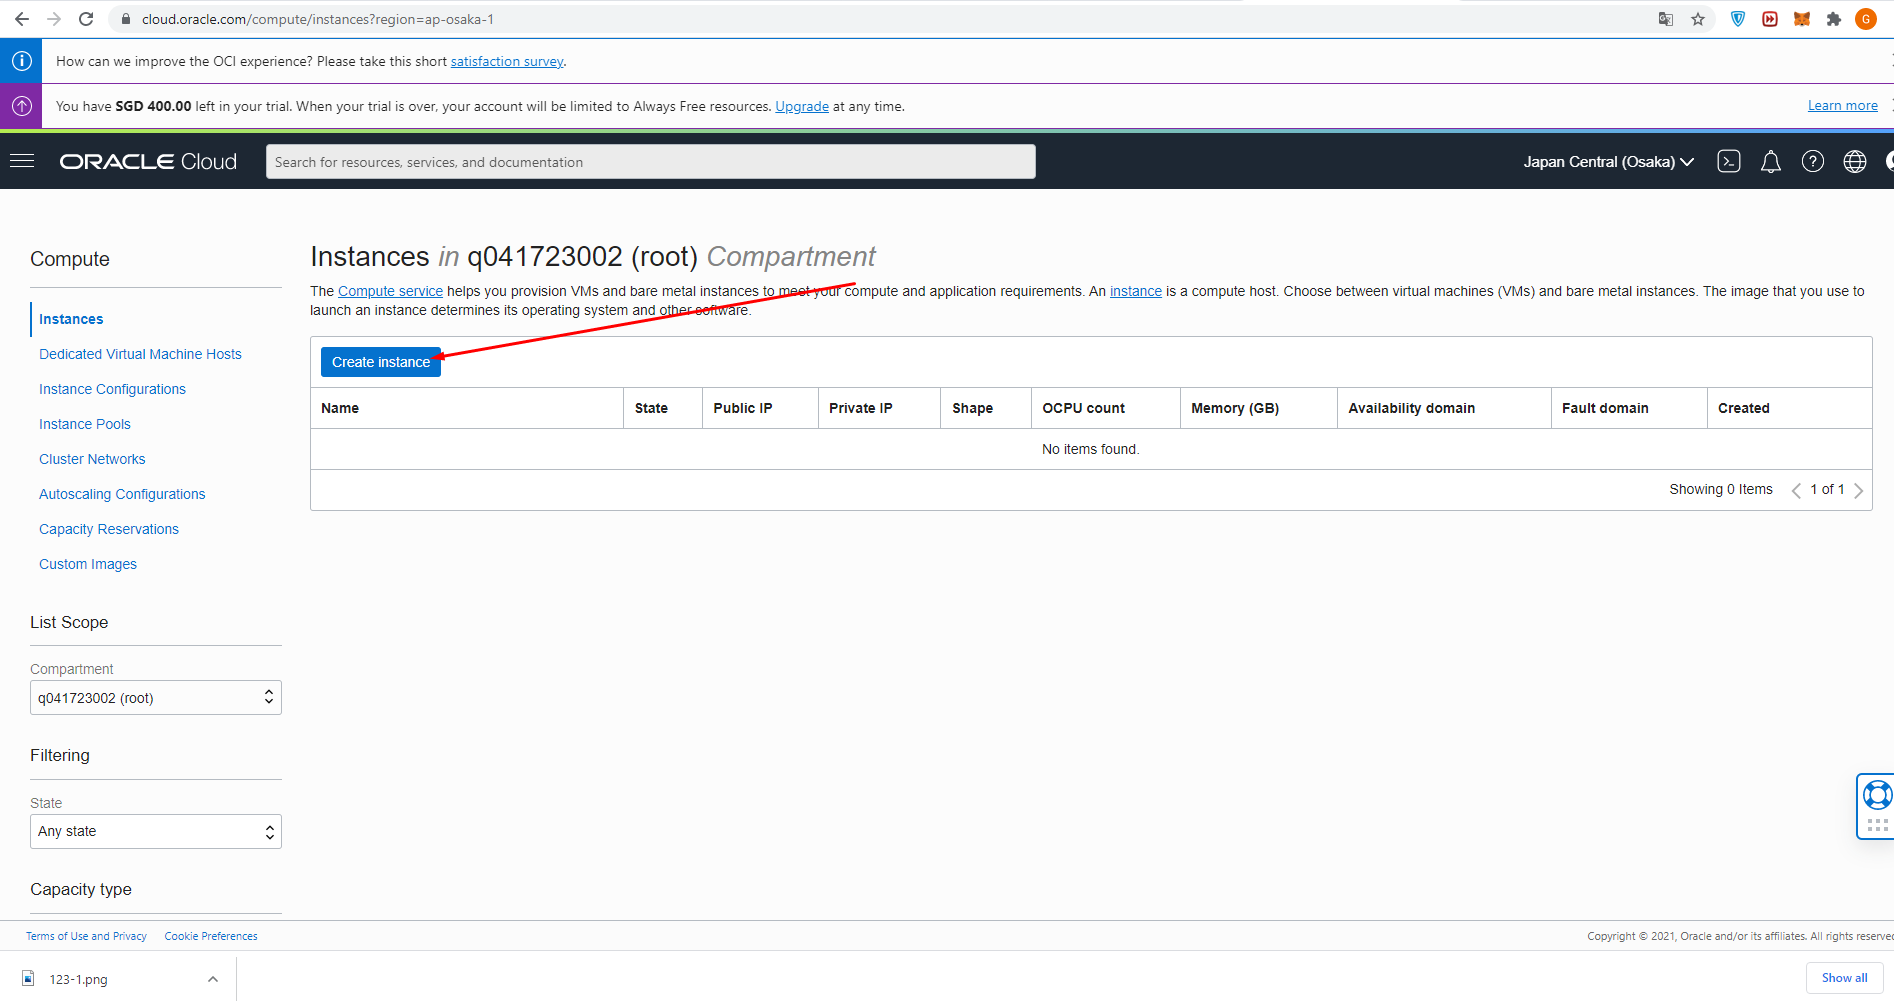 cloud.oracle.com/compute/instances?region=ap-osaka-1
G
How can we improve the OCI experience? Please take this short satisfaction survey.
You have SGD 400.00 left in your trial. When your trial is over, your account will be limited to Always Free resources. Upgrade at any time.
Learn more
ORACLE Cloud
Search for resources, services, and documentation
Japan Central (Osaka)
Compute
Instances
Dedicated Virtual Machine Hosts
Instance Configurations
Instance Pools
Cluster Networks
Autoscaling Configurations
Capacity Reservations
Custom Images
List Scope
Compartment
q041723002 (root)
Filtering
State
Any state
Capacity type
Instances in q041723002 (root) Compartment
The Compute service helps you provision VMs and bare metal instances to meet your compute and application requirements. An instance is a compute host. Choose between virtual machines (VMs) and bare metal instances. The image that you use to
launch an instance determines its operating system and other software.
Create instance
Name State Public IP Private IP Shape OCPU count Memory (GB) Availability domain Fault domain Created
No items found.
Showing 0 Items 1 of 1
Terms of Use and Privacy Cookie Preferences
Copyright © 2021, Oracle and/or its affiliates. All rights reserved
123-1.png
Show all